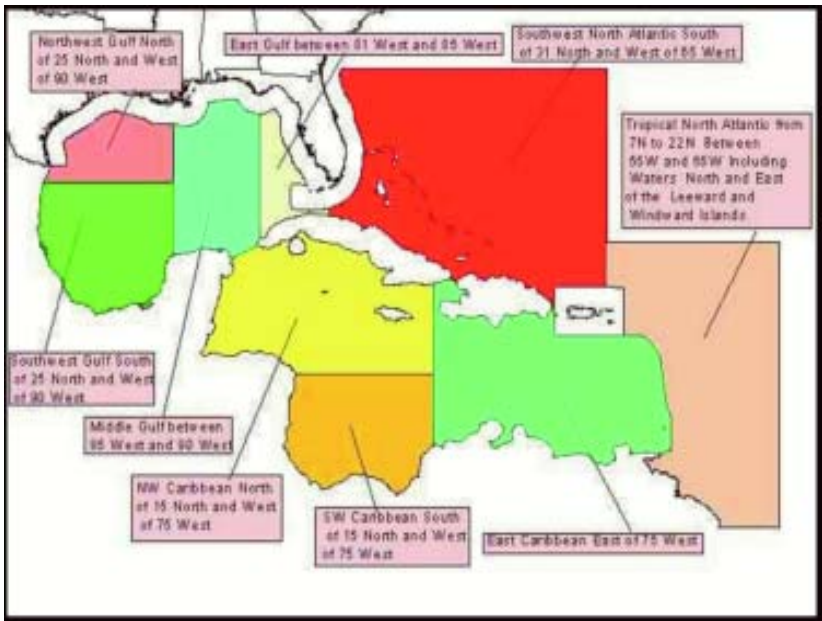 Northwest Gulf North
of 25 North and West
of 90 West
East Gulf between 81 West and 85 West
Southwest North Atlantic South
of 31 North and West of 65 West
Tropical North Atlantic from
7N to 22N Between
55W and 65W Including
Waters North and East
of the Leeward and
Windward Islands
Southwest Gulf South
of 25 North and West
of 90 West
Middle Gulf between
85 West and 90 West
NW Caribbean North
of 15 North and West
of 75 West
SW Caribbean South
of 15 North and West
of 75 West
East Caribbean East of 75 West